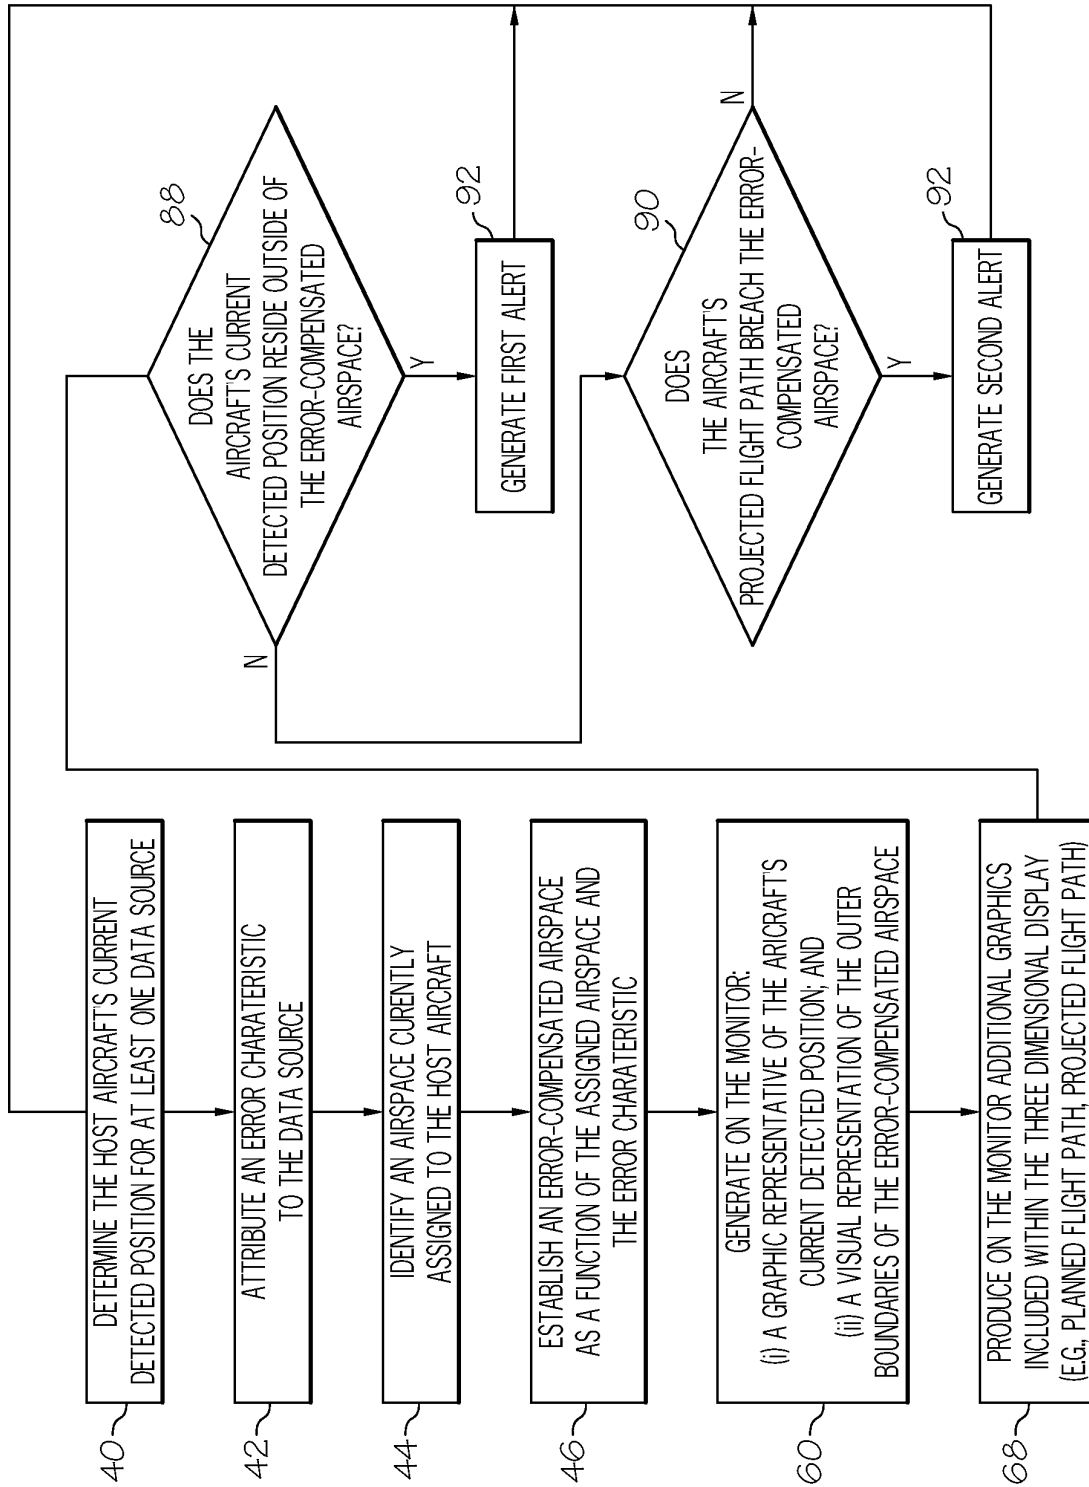 40
DETERMINE THE HOST AIRCRAFT'S CURRENT
DETECTED POSITION FOR AT LEAST ONE DATA SOURCE
42
ATTRIBUTE AN ERROR CHARATERISTIC
TO THE DATA SOURCE
44
IDENTIFY AN AIRSPACE CURENTLY
ASSIGNED TO THE HOST AIRCRAFT
46
ESTABLISH AN ERROR-COMPENSATED AIRSPACE
AS A FUNCTION OF THE ASSIGNED AIRSPACE AND
THE ERROR CHARATERISTIC
60
GENERATE ON THE MONITOR:
(i) A GRAPHIC REPRESENTATIVE OF THE ARICRAFT'S
CURRENT DETECTED POSITION; AND
(ii) A VISUAL REPRESENTATION OF THE OUTER
BOUNDARIES OF THE ERROR-COMPENSATED AIRSPACE
68
PRODUCE ON THE MONITOR ADDITIONAL GRAPHICS
INCLUDED WITHIN THE THREE DIMENSIONAL DISPLAY
(E.G., PLANNED FLIGHT PATH, PROJECTED FLIGHT PATH)
88
DOES THE
AIRCRAFT'S CURRENT
DETECTED POSITION RESIDE OUTSIDE OF
THE ERROR-COMPENSATED
AIRSPACE?
N
Y
92
GENERATE FIRST ALERT
90
DOES
THE AIRCRAFT'S
PROJECTED FLIGHT PATH BREACH THE ERROR-
COMPENSATED
AIRSPACE?
N
Y
92
GENERATE SECOND ALERT